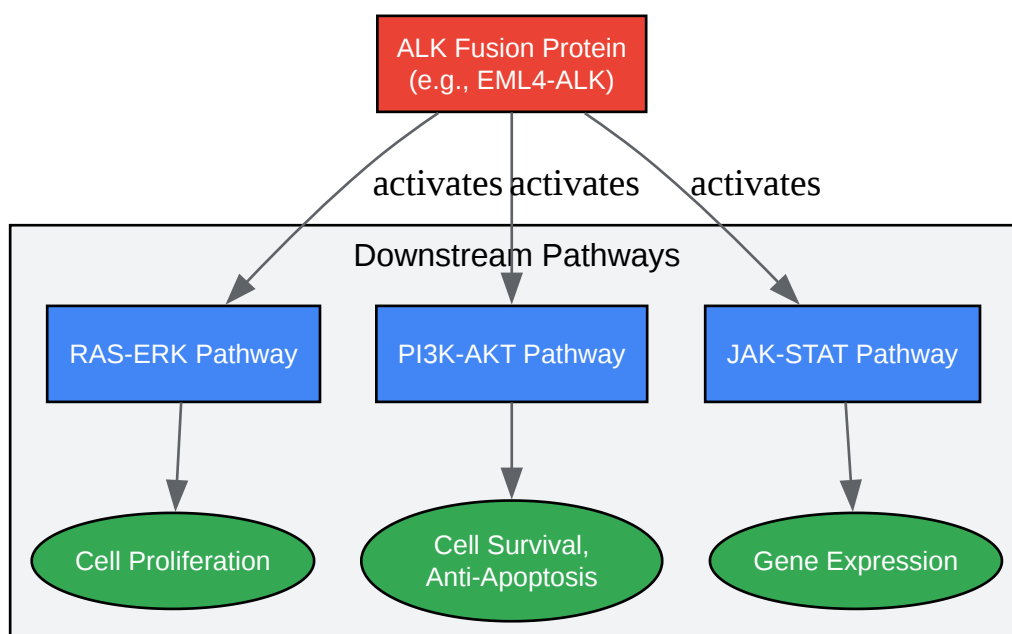 ALK Fusion Protein
(e.g., EML4-ALK)
activates
activates
activates
Downstream Pathways
RAS-ERK Pathway
PI3K-AKT Pathway
JAK-STAT Pathway
Cell Proliferation
Cell Survival,
Anti-Apoptosis
Gene Expression